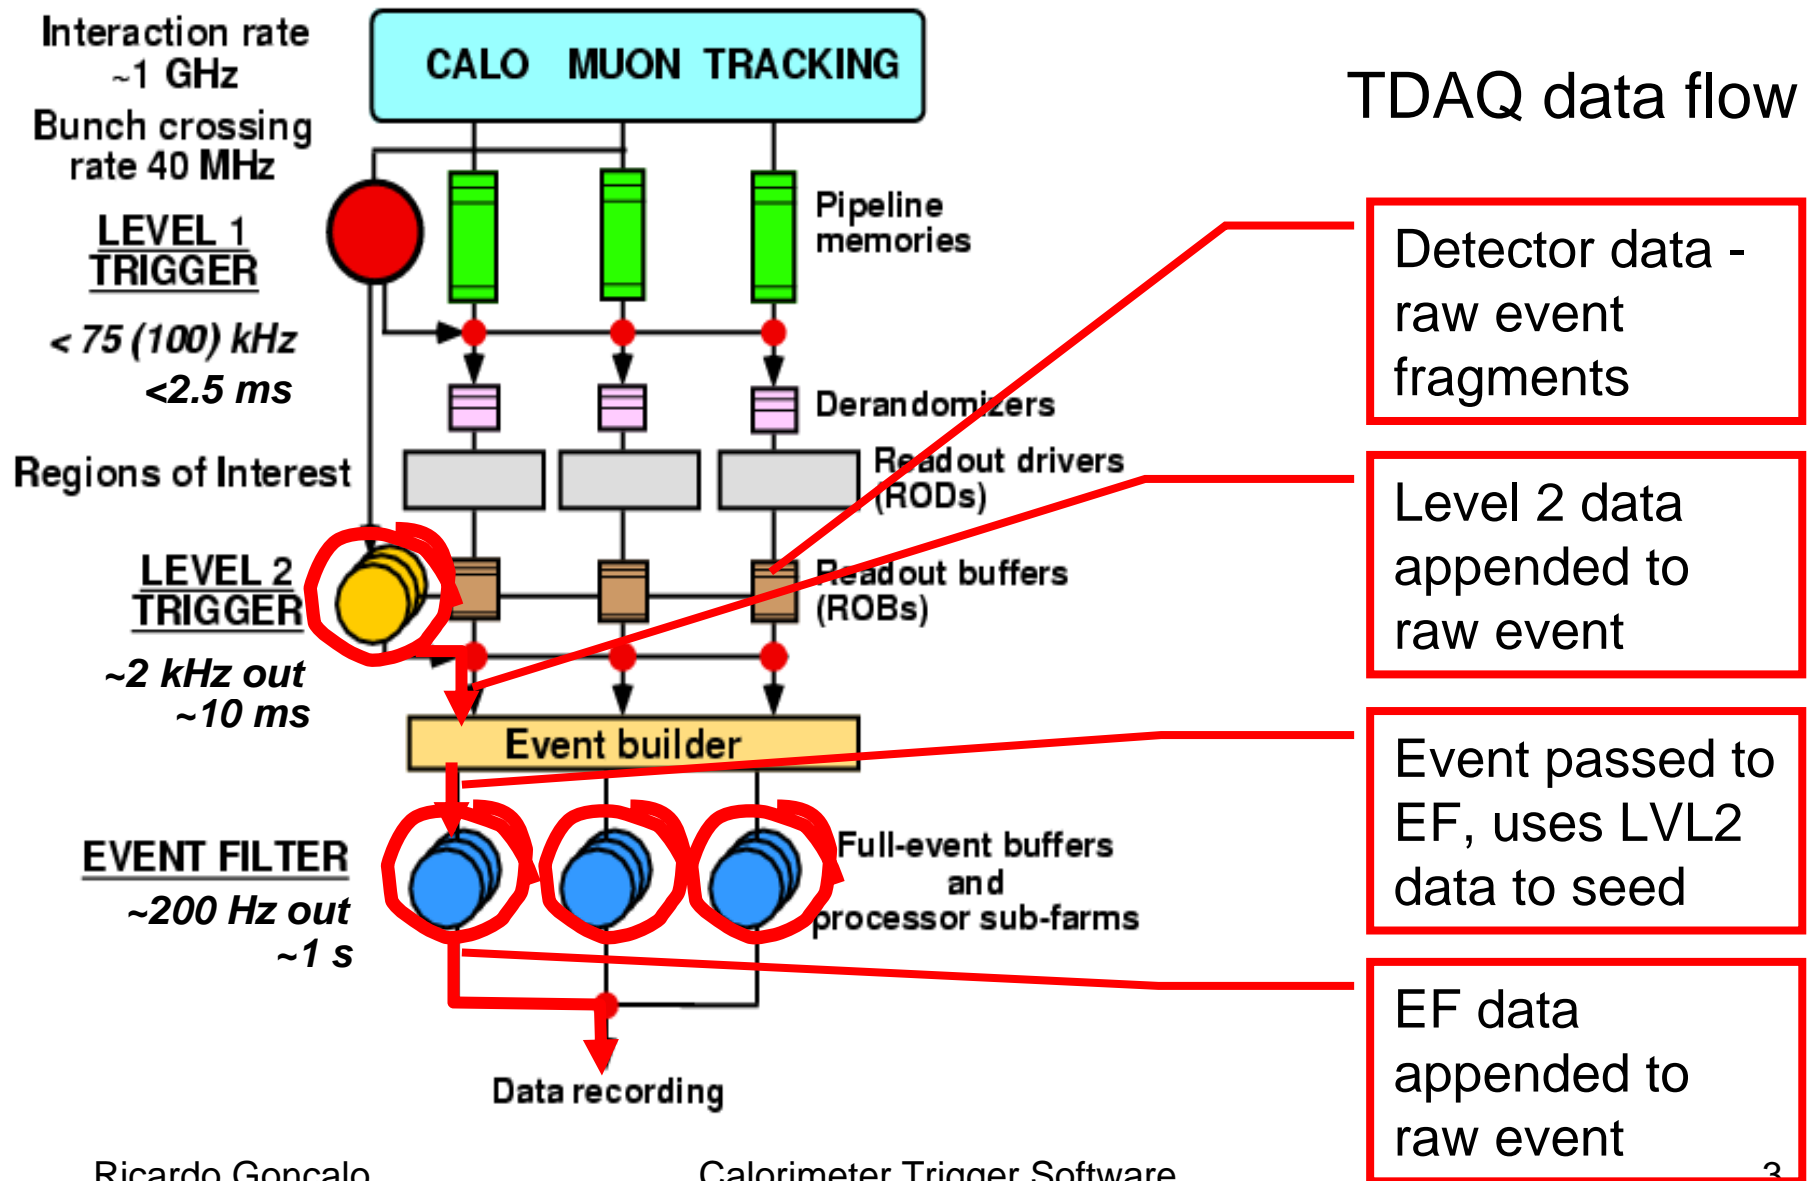 Interaction rate
~1 GHz
Bunch crossing
rate 40 MHz
CALO MUON TRACKING
TDAQ data flow
LEVEL 1
TRIGGER
< 75 (100) kHz
<2.5 ms
Pipeline
memories
Derandomizers
Regions of Interest
Readout drivers
(RODs)
LEVEL 2
TRIGGER
~2 kHz out
~10 ms
Readout buffers
(ROBs)
Event builder
EVENT FILTER
~200 Hz out
~1 s
Full-event buffers
and
processor sub-farms
Data recording
Detector data -
raw event
fragments
Level 2 data
appended to
raw event
Event passed to
EF, uses LVL2
data to seed
EF data
appended to
raw event
Ricardo Goncalo
Calorimeter Trigger Software
3